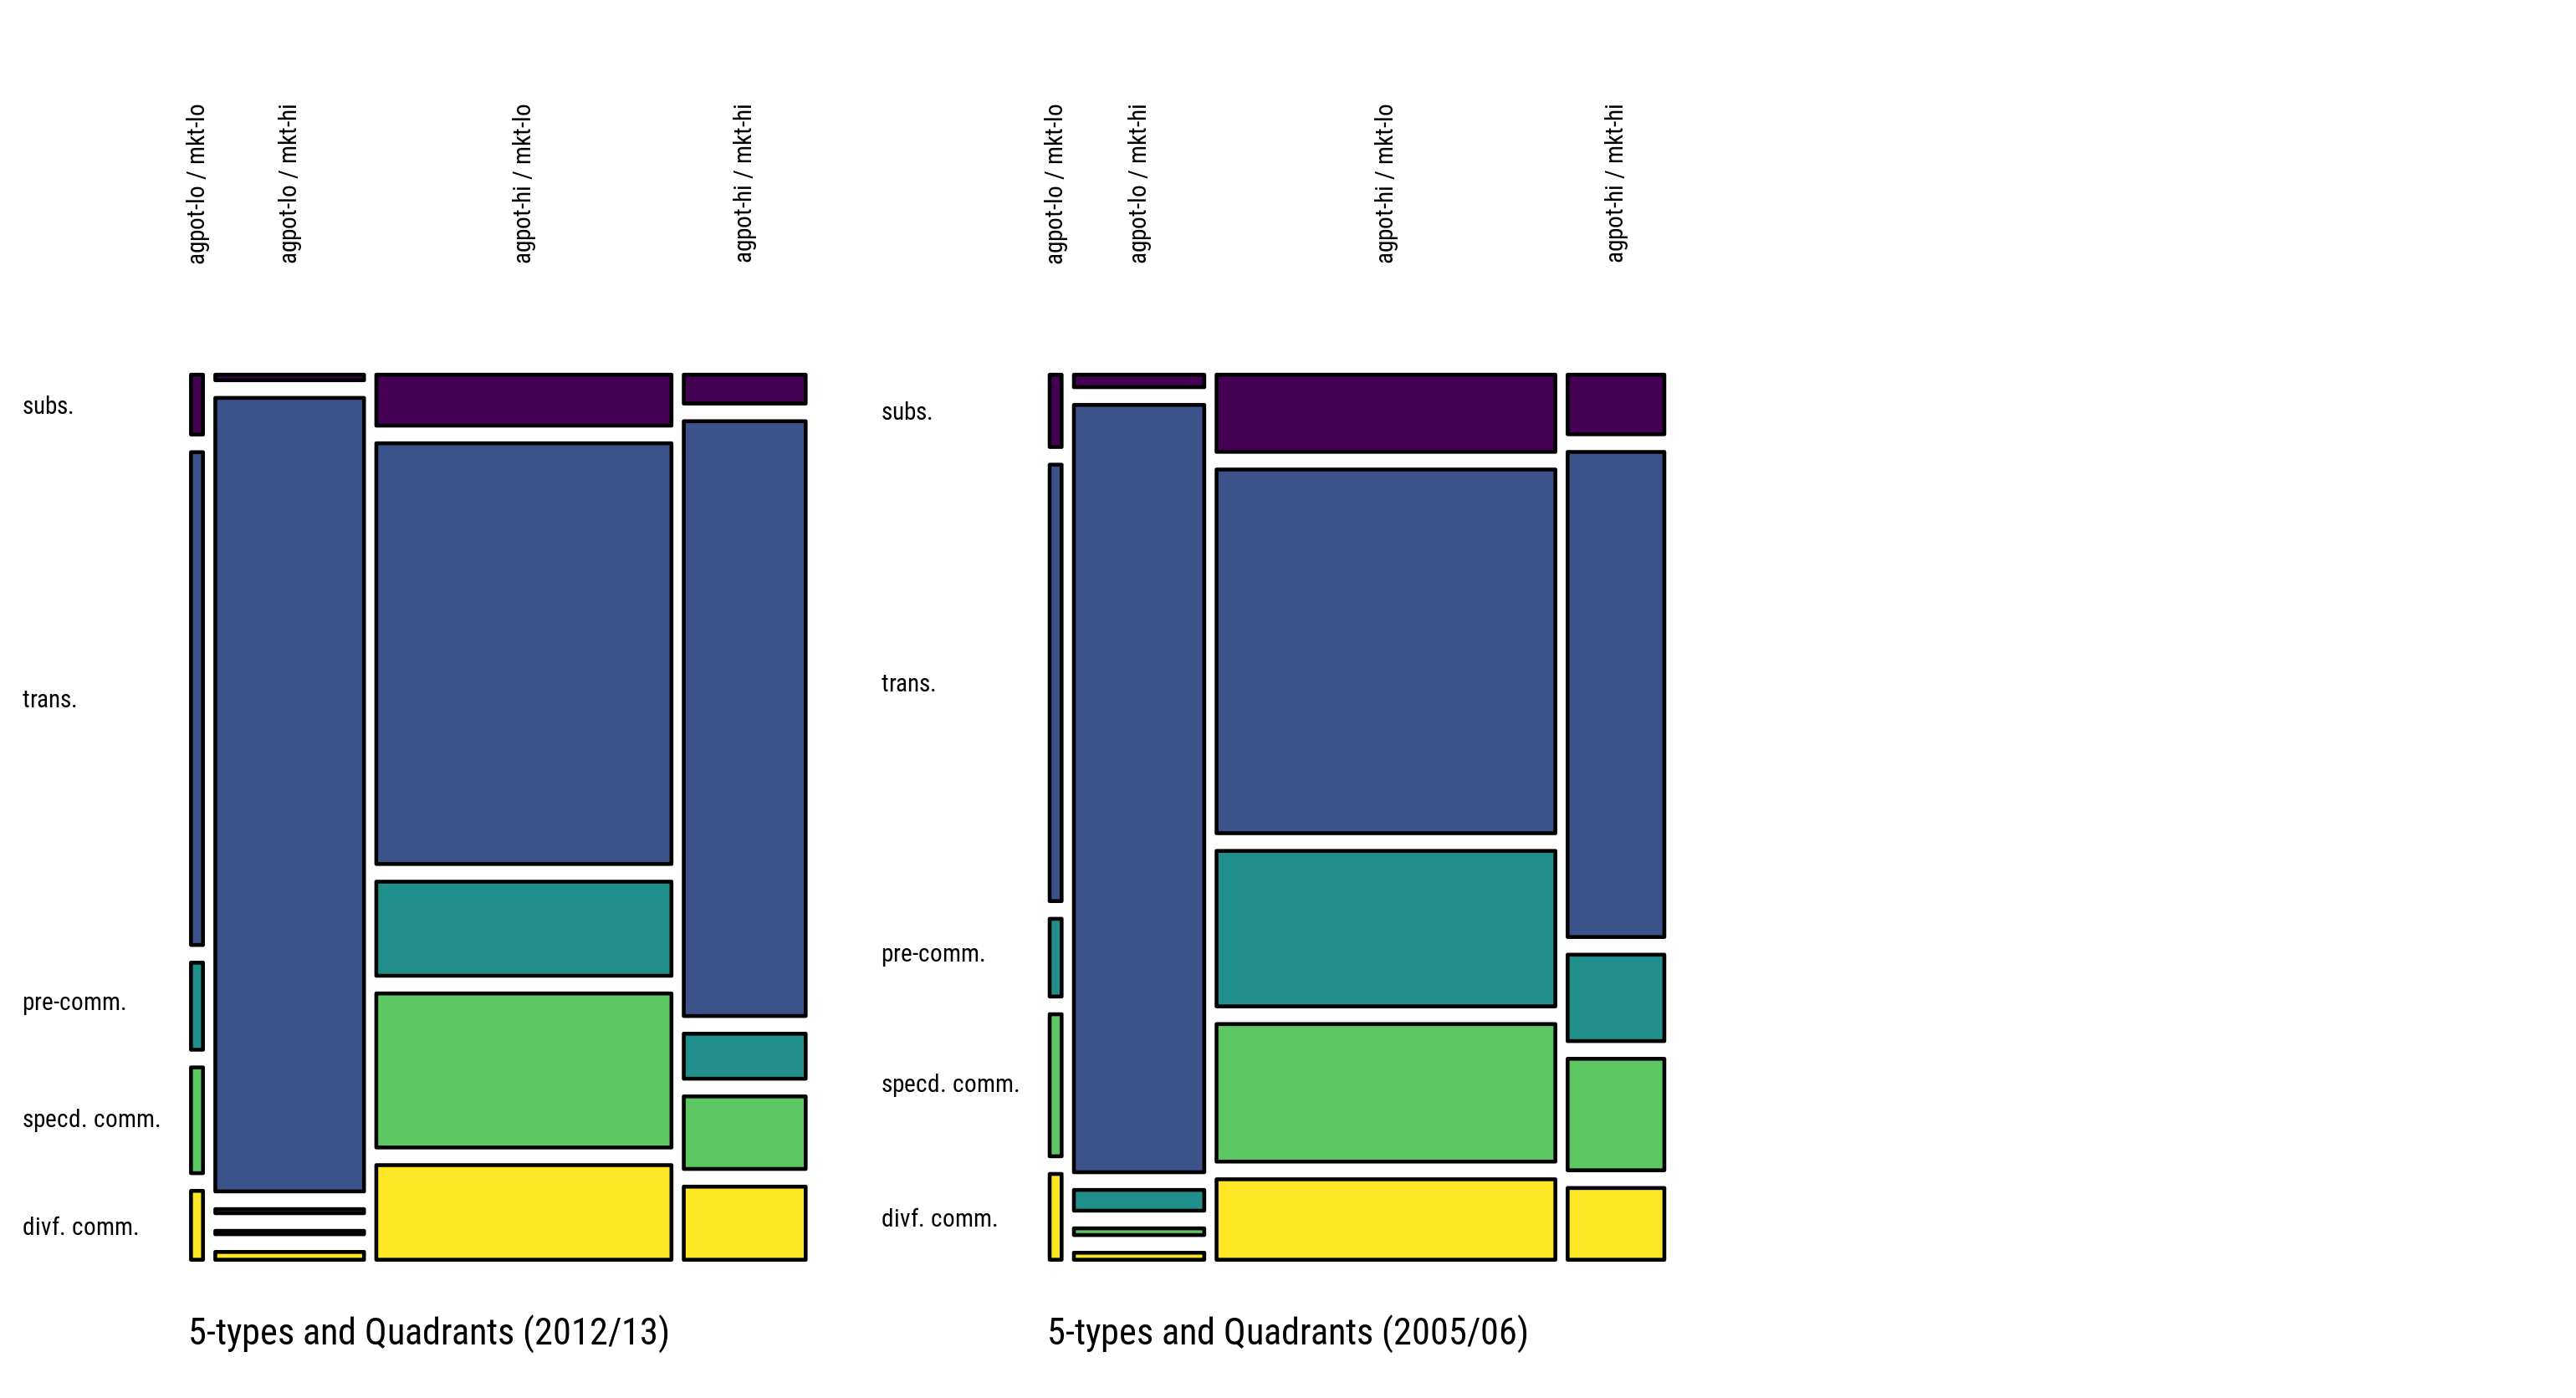 agpot-lo / mkt-lo
agpot-lo / mkt-hi
agpot-hi / mkt-lo
agpot-hi / mkt-hi
subs.
trans.
pre-comm.
specd. comm.
divf. comm.
5-types and Quadrants (2012/13)
agpot-lo / mkt-lo
agpot-lo / mkt-hi
agpot-hi / mkt-lo
agpot-hi / mkt-hi
subs.
trans.
pre-comm.
specd. comm.
divf. comm.
5-types and Quadrants (2005/06)